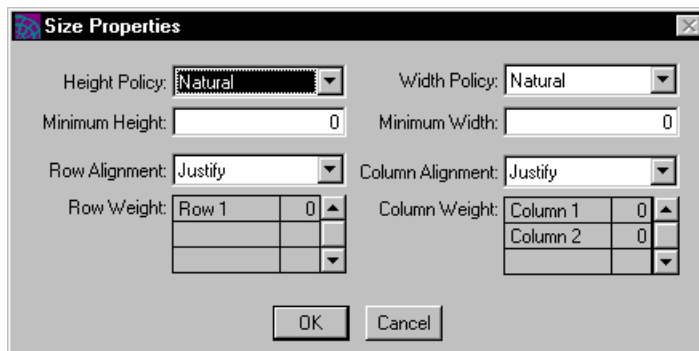 Size Properties
Height Policy: Natural Width Policy: Natural
Minimum Height: 0 Minimum Width: 0
Row Alignment: Justify Column Alignment: Justify
Row Weight: Row 1 0 Column Weight: Column 1 0
Column 2 0
OK Cancel